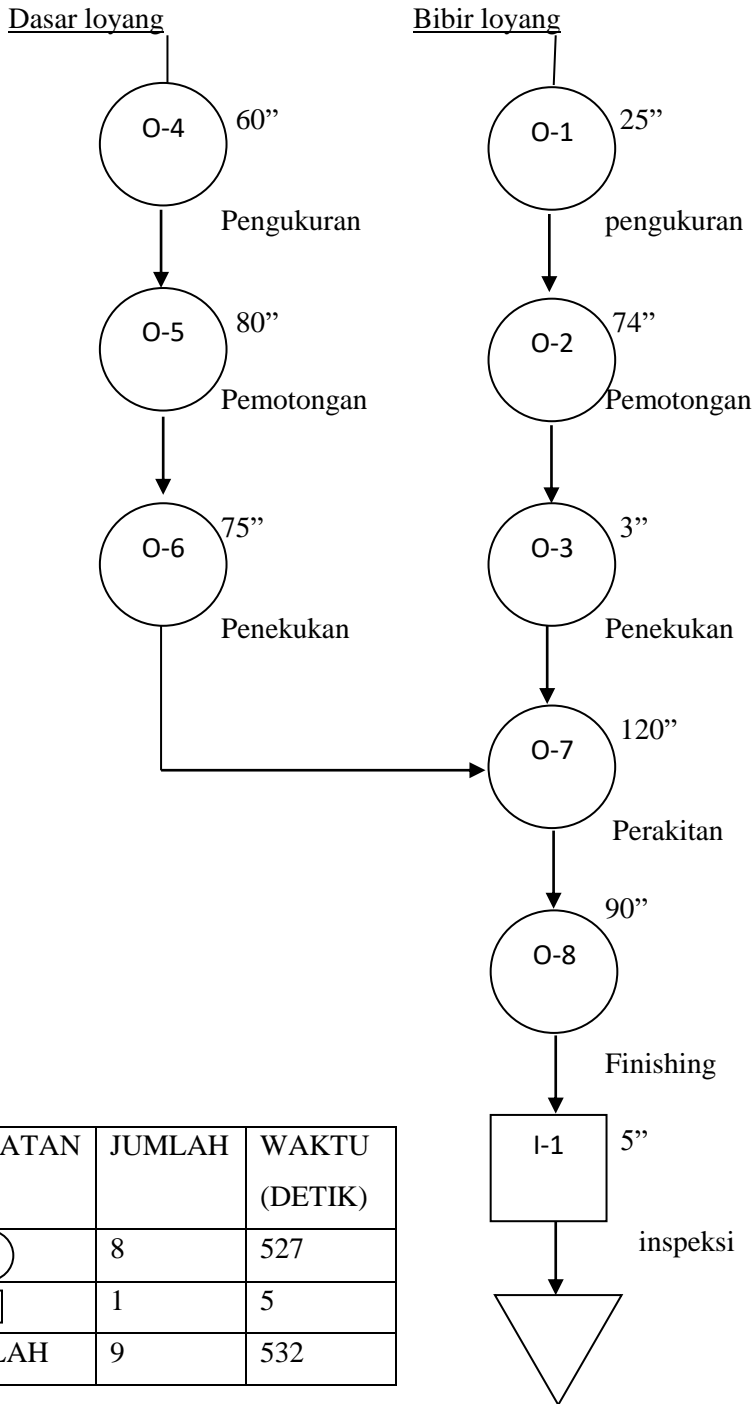 Dasar loyang
Bibir loyang
O-4
60”
O-1
25”
Pengukuran
pengukuran
O-5
80”
O-2
74”
Pemotongan
Pemotongan
O-6
75”
O-3
3”
Penekukan
Penekukan
O-7
120”
Perakitan
90”
O-8
Finishing
I-1
5”
inspeksi
ATAN JUMLAH WAKTU
(DETIK)
8 527
1 5
LAH 9 532